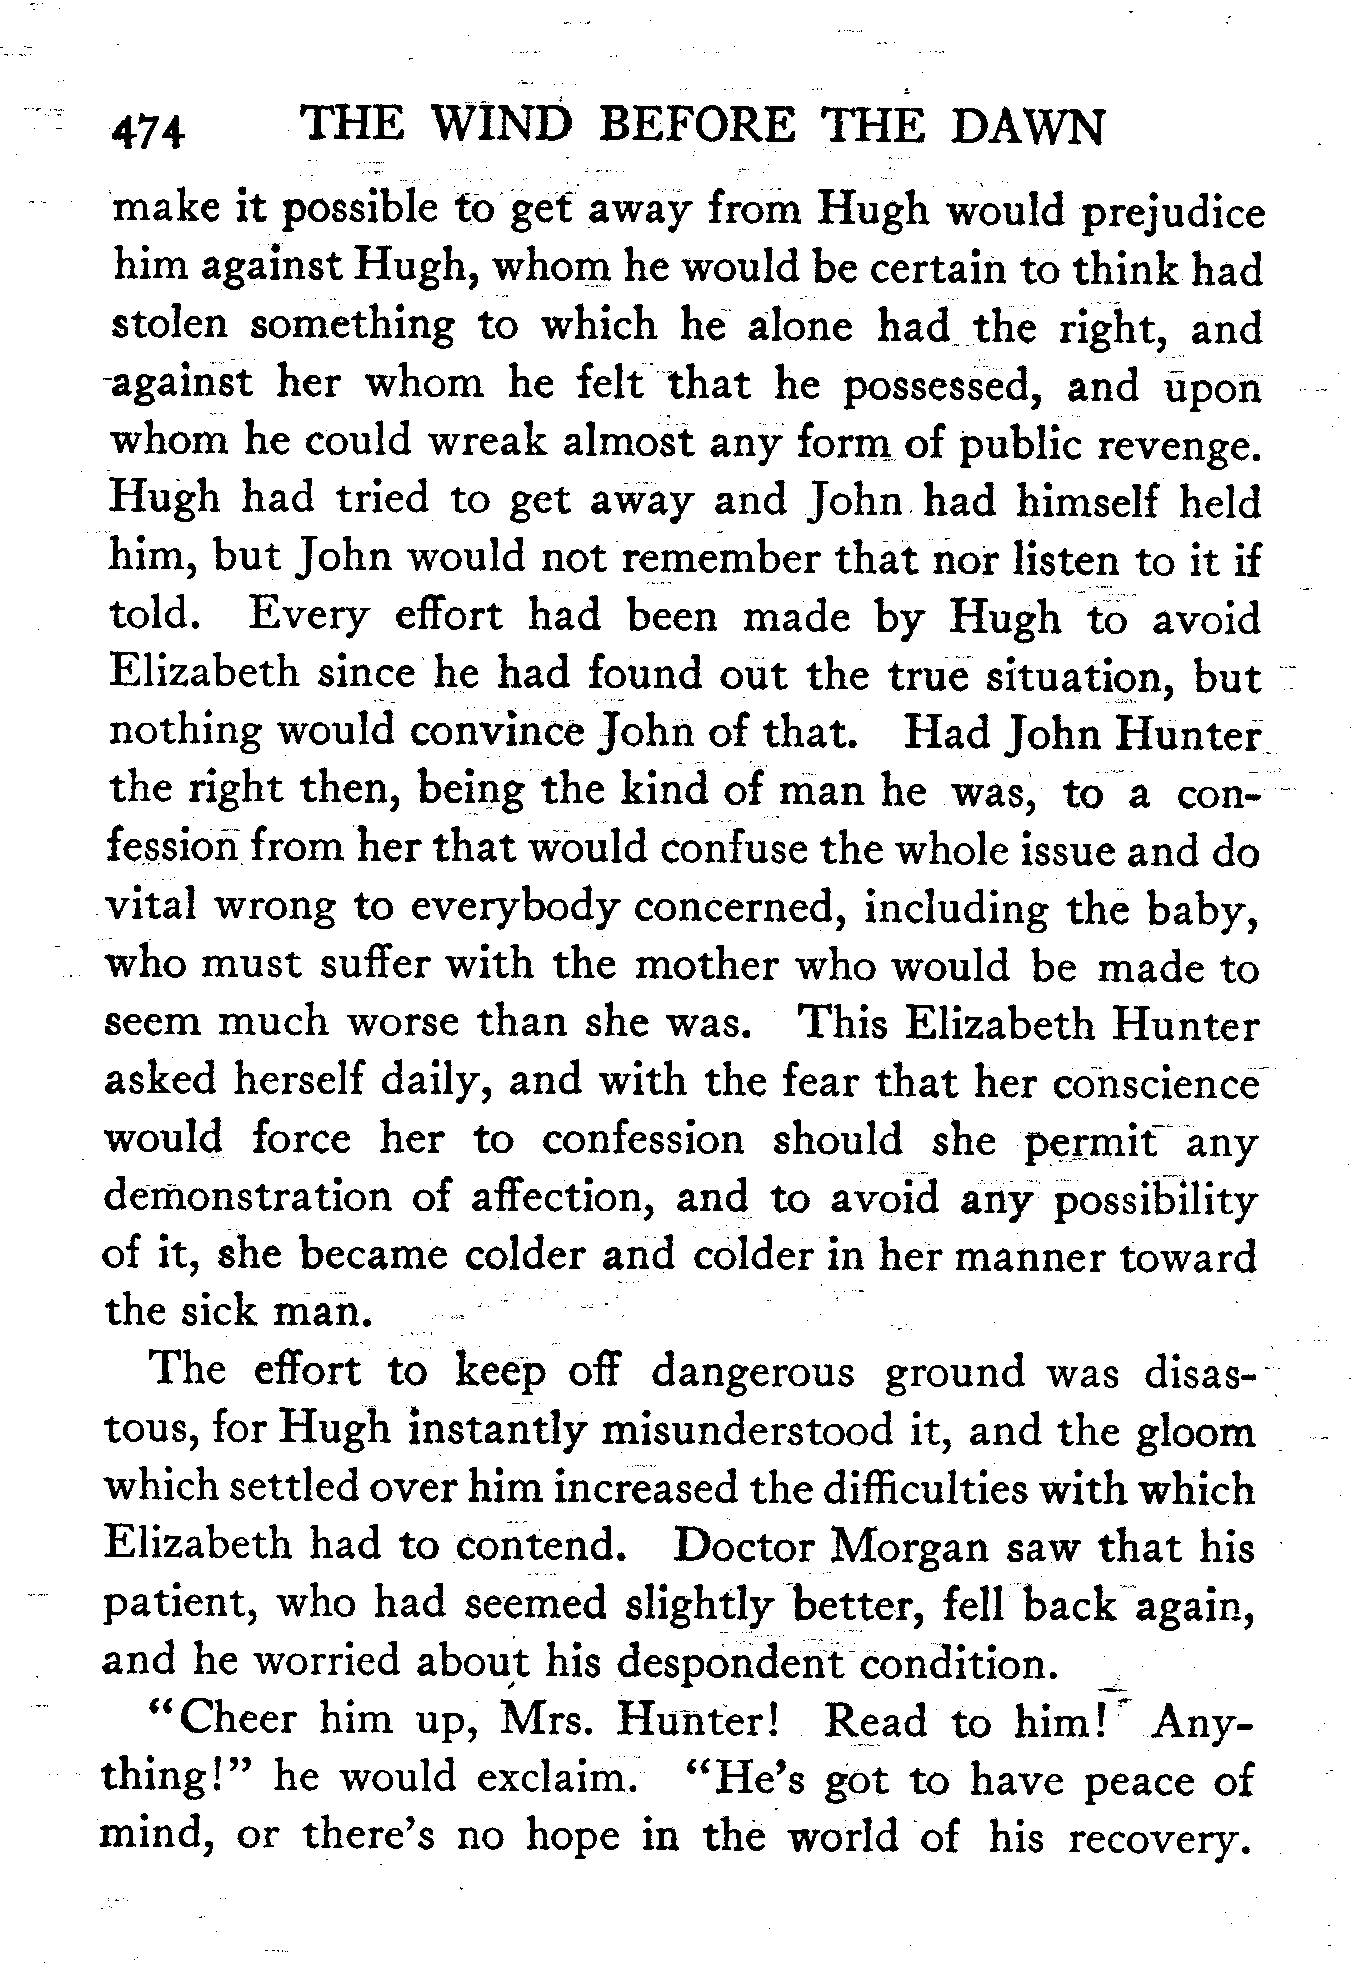 474 THE WIND BEFORE THE DAWN
make it possible to get away from Hugh would prejudice
him against Hugh, whom he would be certain to think had
stolen something to which he alone had the right, and
against her whom he felt that he possessed, and upon
whom he could wreak almost any form of public revenge.
Hugh had tried to get away and John had himself held
him, but John would not remember that nor listen to it if
told. Every effort had been made by Hugh to avoid
Elizabeth since he had found out the true situation, but
nothing would convince John of that. Had John Hunter
the right then, being the kind of man he was, to a con-
fession from her that would confuse the whole issue and do
vital wrong to everybody concerned, including the baby,
who must suffer with the mother who would be made to
seem much worse than she was. This Elizabeth Hunter
asked herself daily, and with the fear that her conscience
would force her to confession should she permit any
demonstration of affection, and to avoid any possibility
of it, she became colder and colder in her manner toward
the sick man.
The effort to keep off dangerous ground was disas-
tous, for Hugh instantly misunderstood it, and the gloom
which settled over him increased the difficulties with which
Elizabeth had to contend. Doctor Morgan saw that his
patient, who had seemed slightly better, fell back again,
and he worried about his despondent condition.
"Cheer him up, Mrs. Hunter! Read to him! Any-
thing!" he would exclaim. "He's got to have peace of
mind, or there's no hope in the world of his recovery.